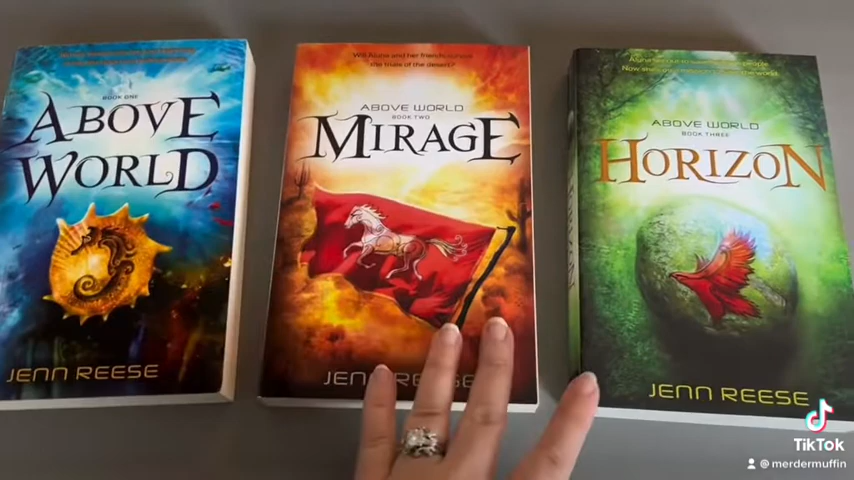 BOOK ONE
ABOVE
WORLD
JENN REESE
Will Aluna and her friends survive
the trials of the desert?
ABOVE WORLD
BOOK TWO
MIRAGE
JENN
ABOVE WORLD
BOOK THREE
HORIZON
JENN REESE
TikTok
@merdermuffin